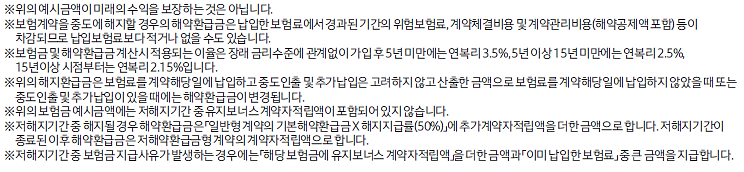 ※위의 예시금액이 미래의 수익을 보장하는 것은 아닙니다.
※보험계약을 중도에 해지할 경우의 해약환급금은 납입한 보험료에서 경과된 기간의 위험보험료, 계약체결비용 및 계약관리비용(해약공제액 포함) 등이
차감되므로 납입보험료보다 적거나 없을 수도 있습니다.
※보험금 및 해약환급금 계산시 적용되는 이율은 장래 금리수준에 관계없이 가입 후 5년 미만에는 연복리 3.5%, 5년 이상 15년 미만에는 연복리 2.5%,
15년 이상 시점부터는 연복리 2.15%입니다.
※위의 해지환급금은 보험료를 계약해당일에 납입하고 중도인출 및 추가납입은 고려하지 않고 산출한 금액으로 보험료를 계약해당일에 납입하지 않았을 때 또는
중도인출 및 추가납입이 있을 때에는 해약환급금이 변경됩니다.
※위의 보험금 예시금액에는 저해지기간 중 유지보너스 계약자적립액이 포함되어 있지 않습니다.
※저해지기간 중 해지될 경우 해약환급금은「일반형 계약의 기본해약환급금 X 해지지급률(50%)」에 추가계약자적립액을 더한 금액으로 합니다. 저해지기간이
종료된 이후 해약환급금은 저해약환급금형 계약의 계약자적립액으로 합니다.
※저해지기간 중 보험금 지급사유가 발생하는 경우에는 「해당 보험금에 유지보너스 계약자적립액」을 더한 금액과 「이미 납입한 보험료」 중 큰 금액을 지급합니다.